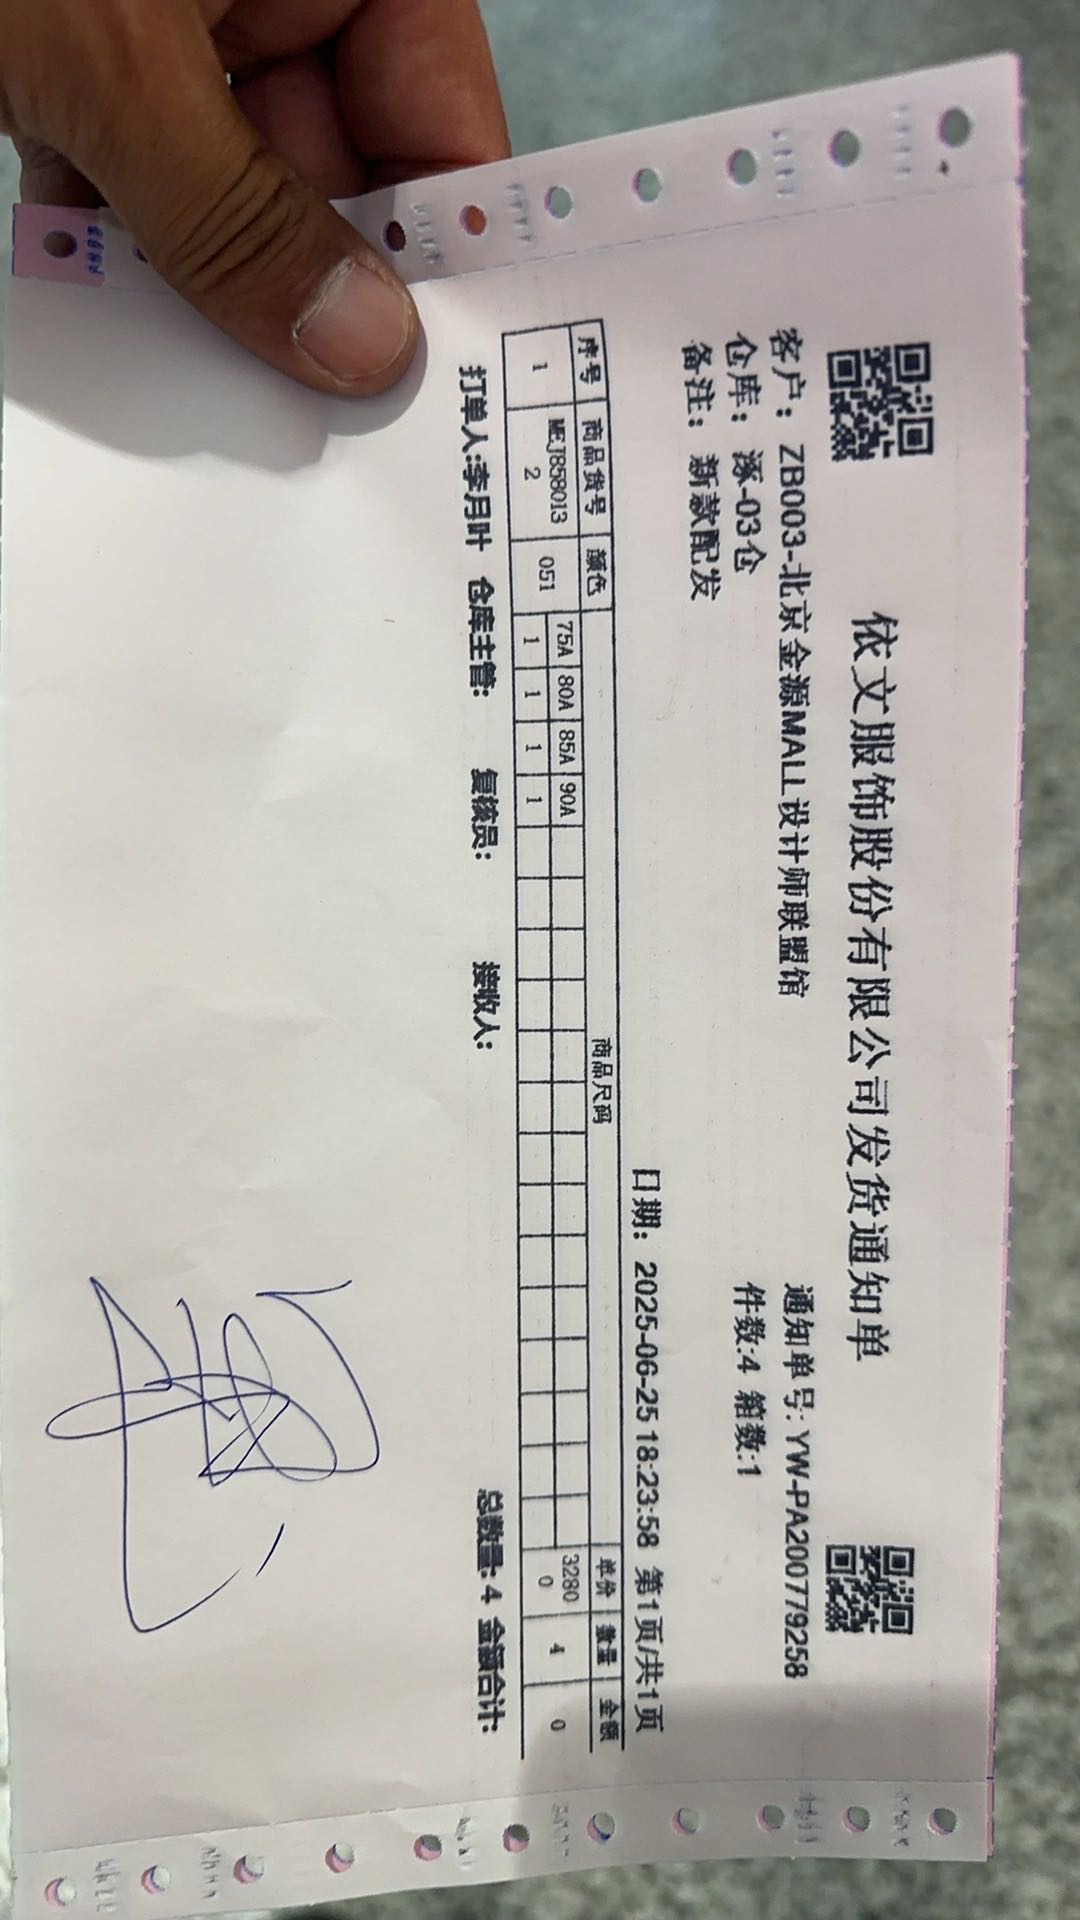 依文服饰股份有限公司发货通知单
客户：ZB003-北京金源MALL设计师联盟馆 通知单号: YW-PA200779258
仓库：涿-03仓 件数:4 箱数:1
备注：新款配发
日期：2025-06-25 18:23:58 第1页/共1页
序号 商品货号 颜色 商品尺码 单价 数量 金额
75A 80A 85A 90A
1 MEJ8580132 051 1 1 1 1 32800 4 0
打单人:李月叶 仓库主管: 复核员: 接收人: 总数量: 4 金额合计: